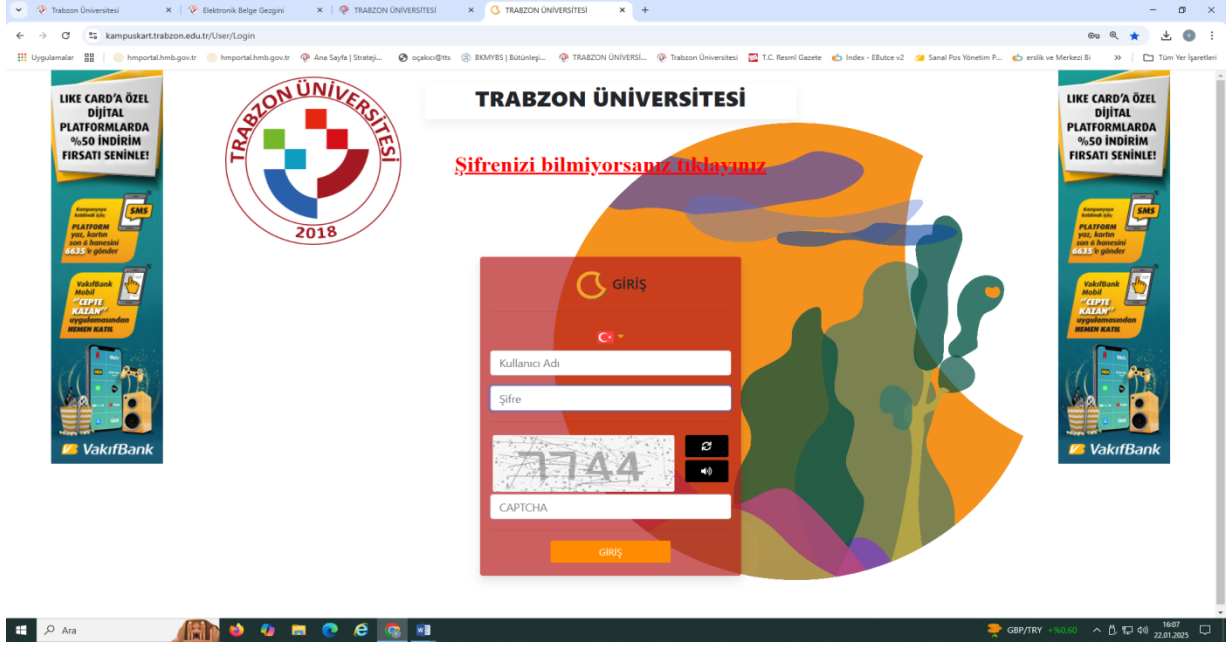 Trabzon Üniversitesi
Elektronik Belge Gezgini
TRABZON ÜNİVERSİTESİ
TRABZON ÜNİVERSİTESİ
kampuskart.trabzon.edu.tr/User/Login
Uygulamalar
hmportal.hmb.gov.tr
hmportal.hmb.gov.tr
Ana Sayfa | Strateji...
oçakıcı@tts
BKMYBS | Bütünleşi...
TRABZON ÜNİVERSİ...
Trabzon Üniversitesi
T.C. Resmî Gazete
Index - EButce v2
Sanal Pos Yönetim P...
erslik ve Merkezi Bi
Tüm Yer İşaretleri
LIKE CARD'A ÖZEL
DİJİTAL
PLATFORMLARDA
%50 İNDİRİM
FIRSATI SENİNLE!
Kampanyaya
katılmak için;
PLATFORM
yaz, kartın
son 6 hanesini
6635'e gönder
SMS
VakıfBank
Mobil
"CEPTE
KAZAN"
uygulamasından
HEMEN KATIL
VakıfBank
TRABZON ÜNİVERSİTESİ
2018
TRABZON ÜNİVERSİTESİ
Şifrenizi bilmiyorsanız tıklayınız
GİRİŞ
Kullanıcı Adı
Şifre
7744
CAPTCHA
GİRİŞ
LIKE CARD'A ÖZEL
DİJİTAL
PLATFORMLARDA
%50 İNDİRİM
FIRSATI SENİNLE!
Kampanyaya
katılmak için;
PLATFORM
yaz, kartın
son 6 hanesini
6635'e gönder
SMS
VakıfBank
Mobil
"CEPTE
KAZAN"
uygulamasından
HEMEN KATIL
VakıfBank
Ara
GBP/TRY +%0.60
16:07
22.01.2025